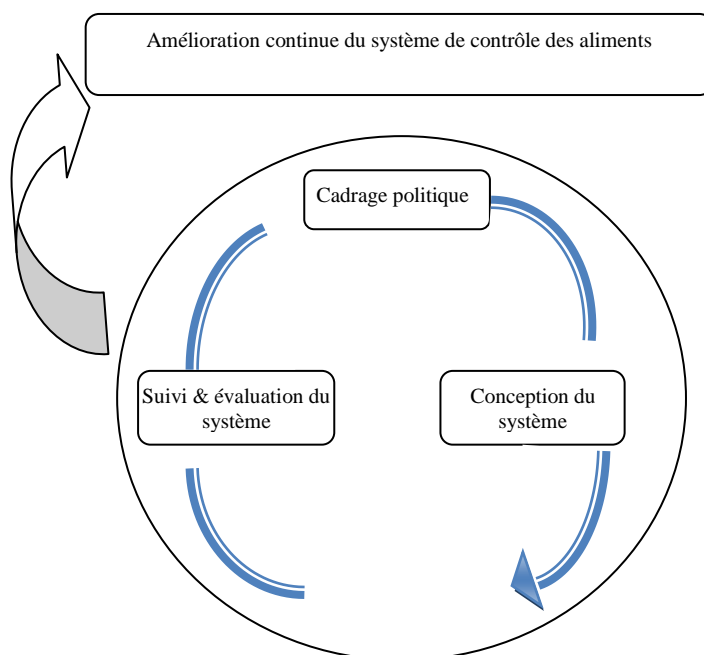 Amélioration continue du système de contrôle des aliments
Cadrage politique
Suivi & évaluation du
système
Conception du
système